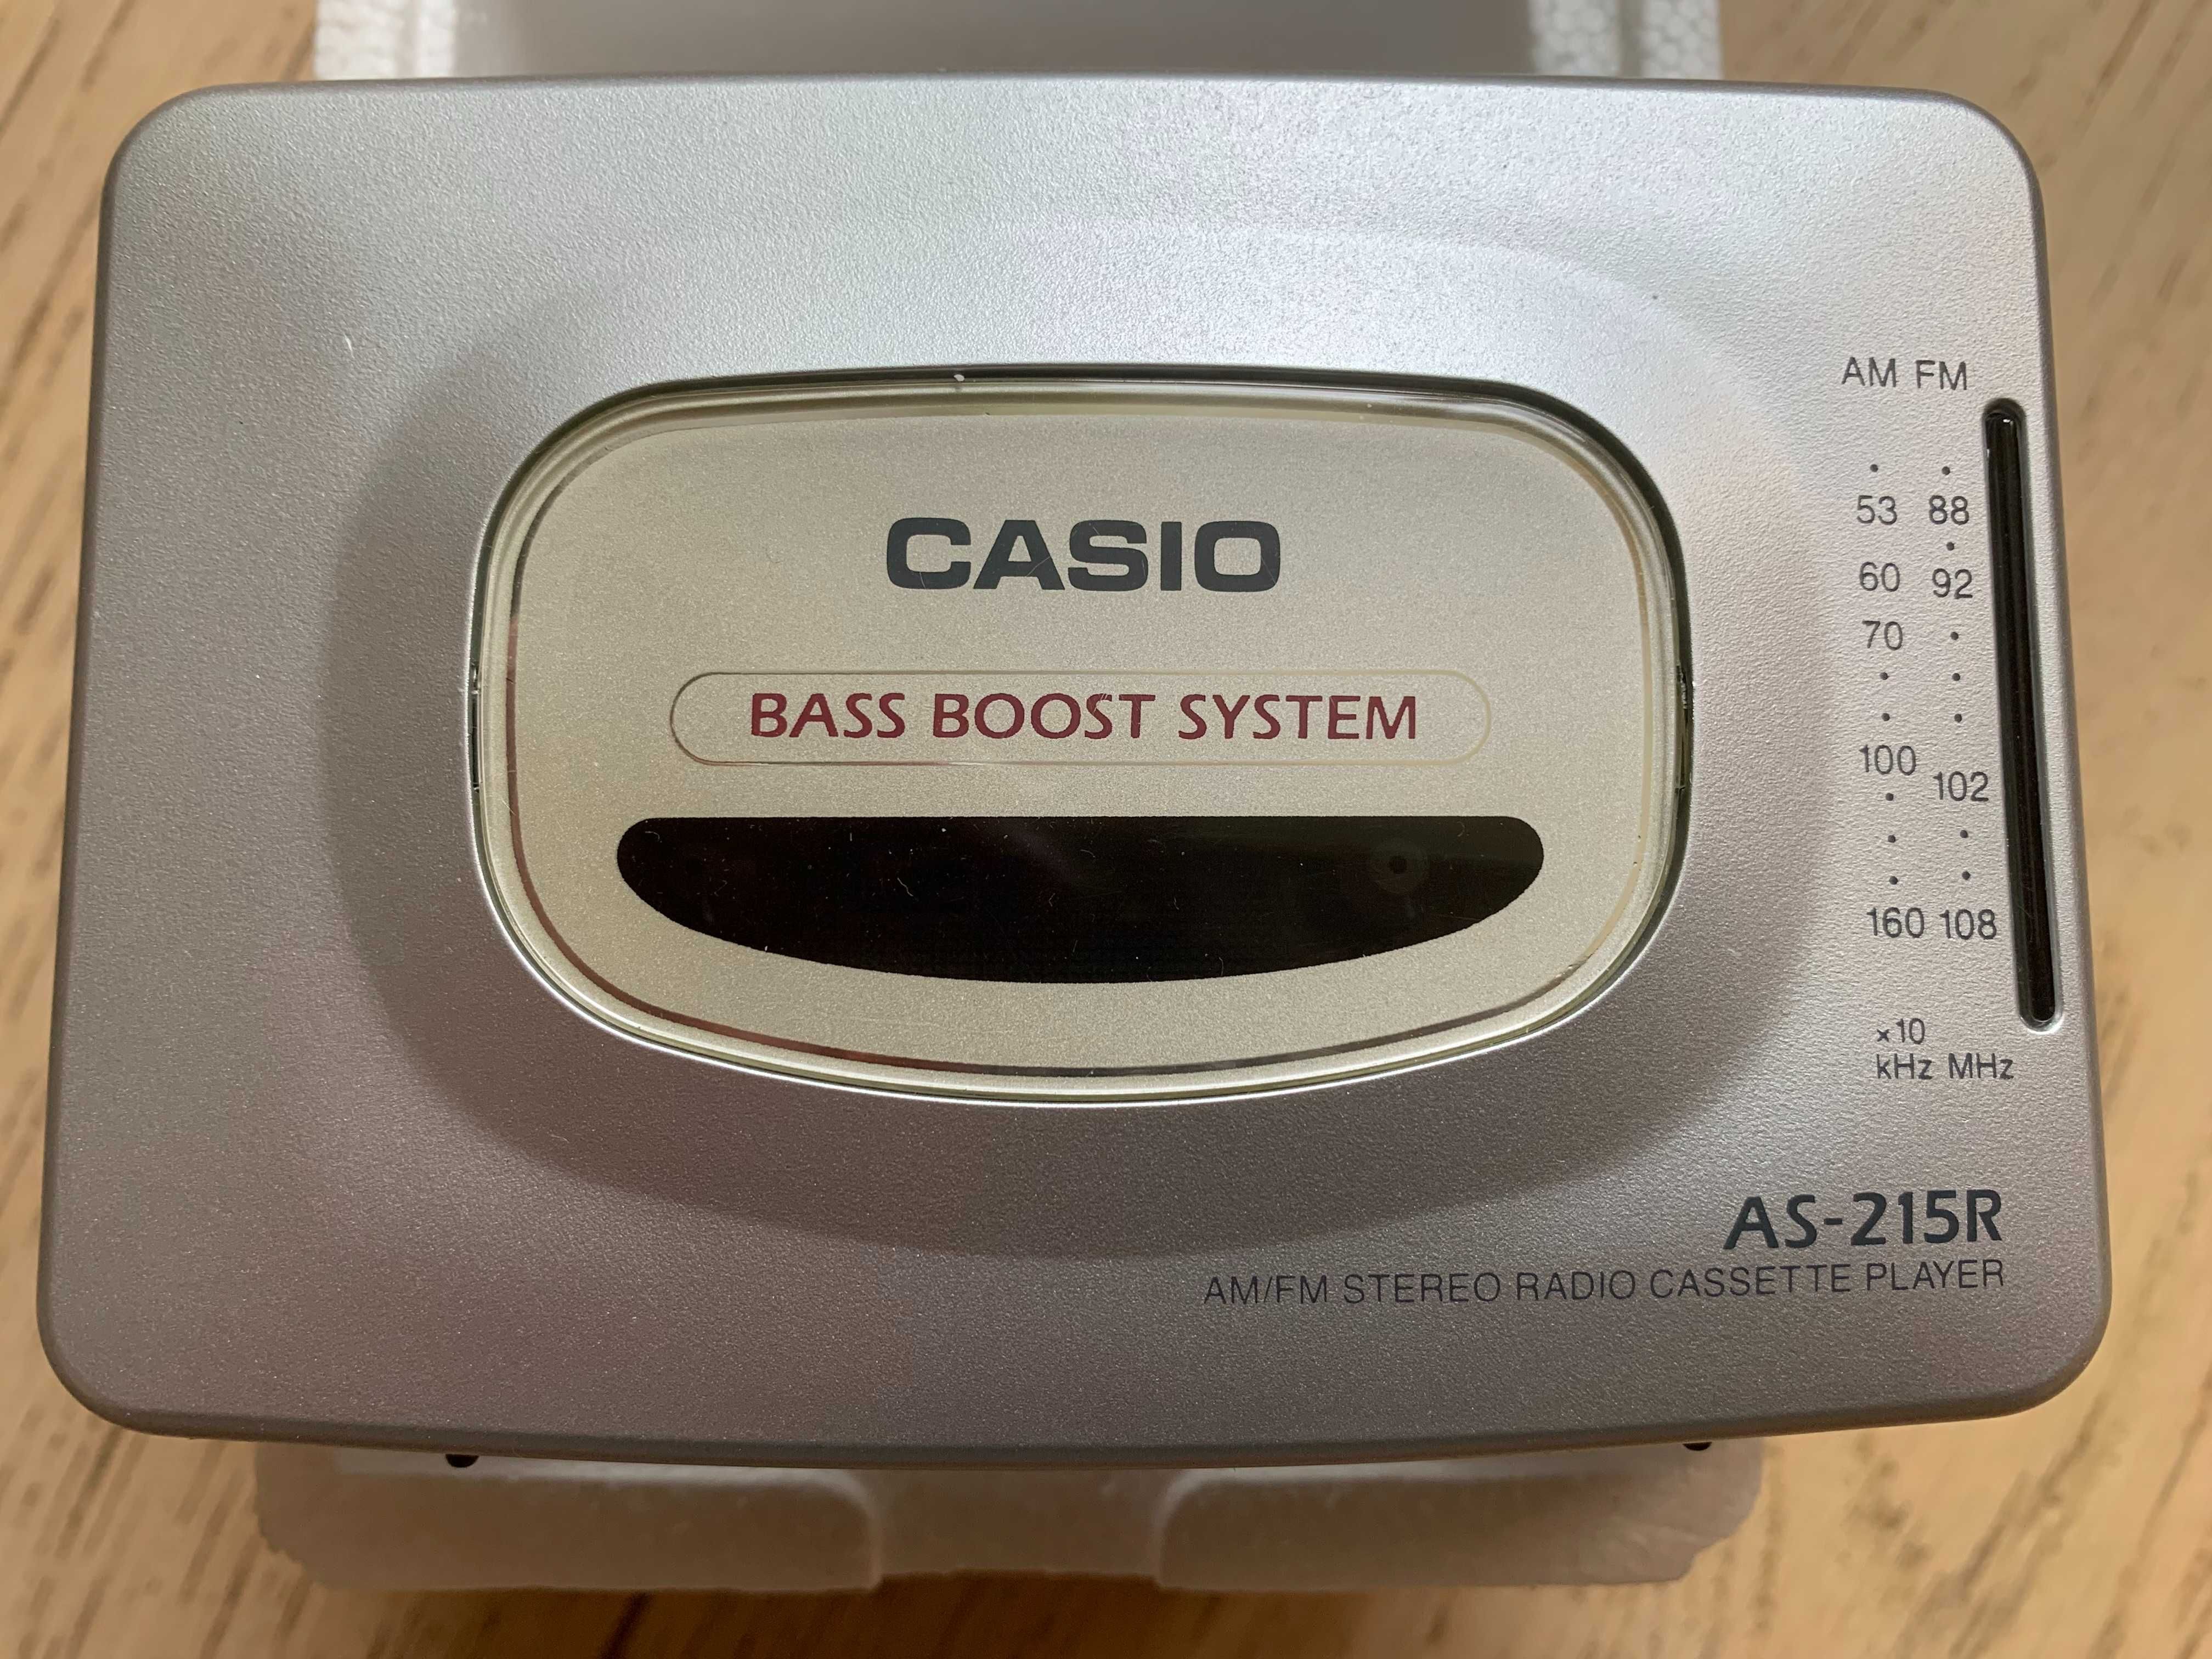 CASIO
BASS BOOST SYSTEM
AM FM
53 88
60 92
70
100
102
160 108
×10
kHz MHz
AS-215R
AM/FM STEREO RADIO CASSETTE PLAYER